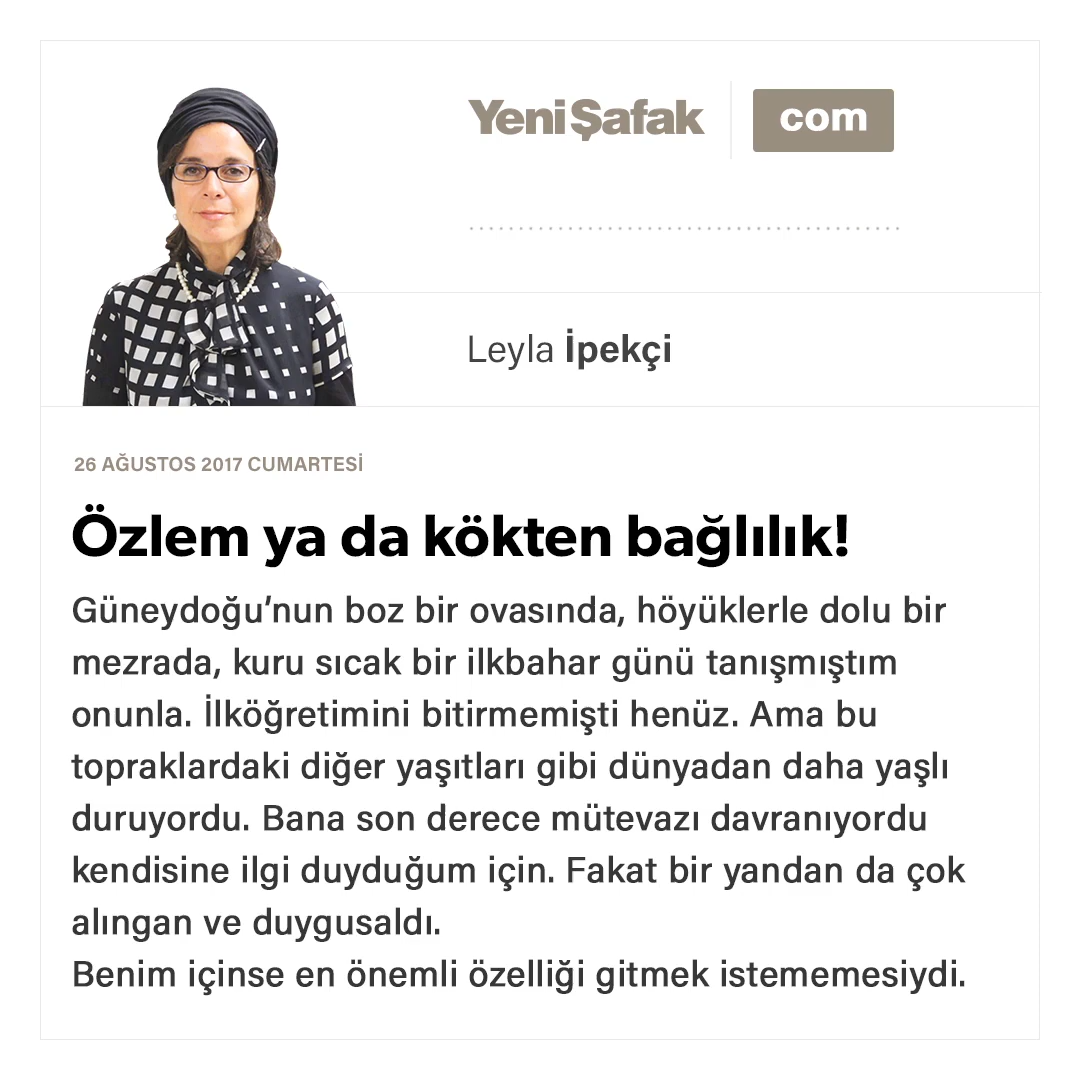 YeniŞafak com
Leyla İpekçi
26 AĞUSTOS 2017 CUMARTESİ
Özlem ya da kökten bağlılık!
Güneydoğu’nun boz bir ovasında, höyüklerle dolu bir
mezrada, kuru sıcak bir ilkbahar günü tanışmıştım
onunla. İlköğretimini bitirmemişti henüz. Ama bu
topraklardaki diğer yaşıtları gibi dünyadan daha yaşlı
duruyordu. Bana son derece mütevazı davranıyordu
kendisine ilgi duyduğum için. Fakat bir yandan da çok
alıngan ve duygusaldı.
Benim içinse en önemli özelliği gitmek istememesiydi.